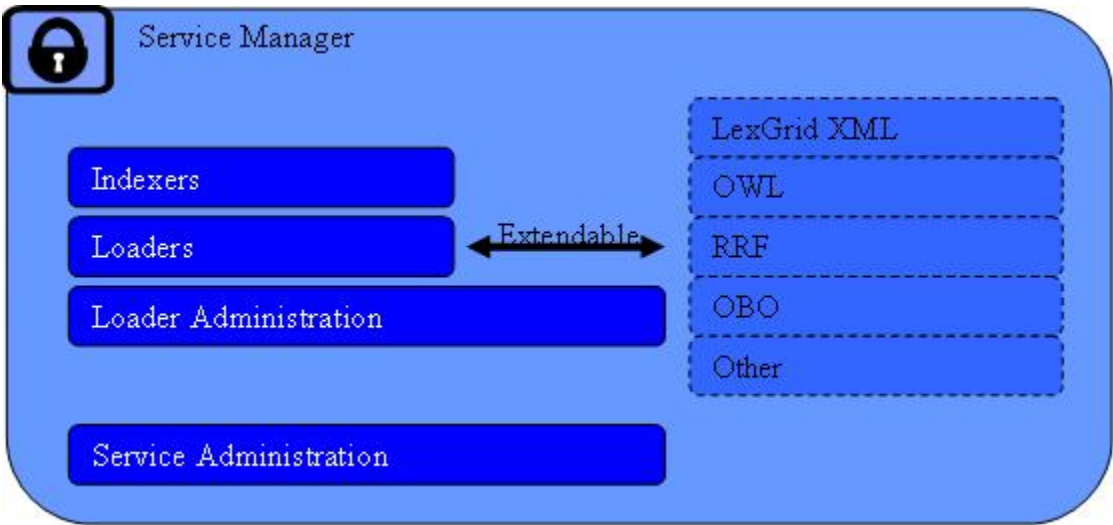 Service Manager
Indexers
Loaders
Loader Administration
Service Administration
Extendable
LexGrid XML
OWL
RRF
OBO
Other